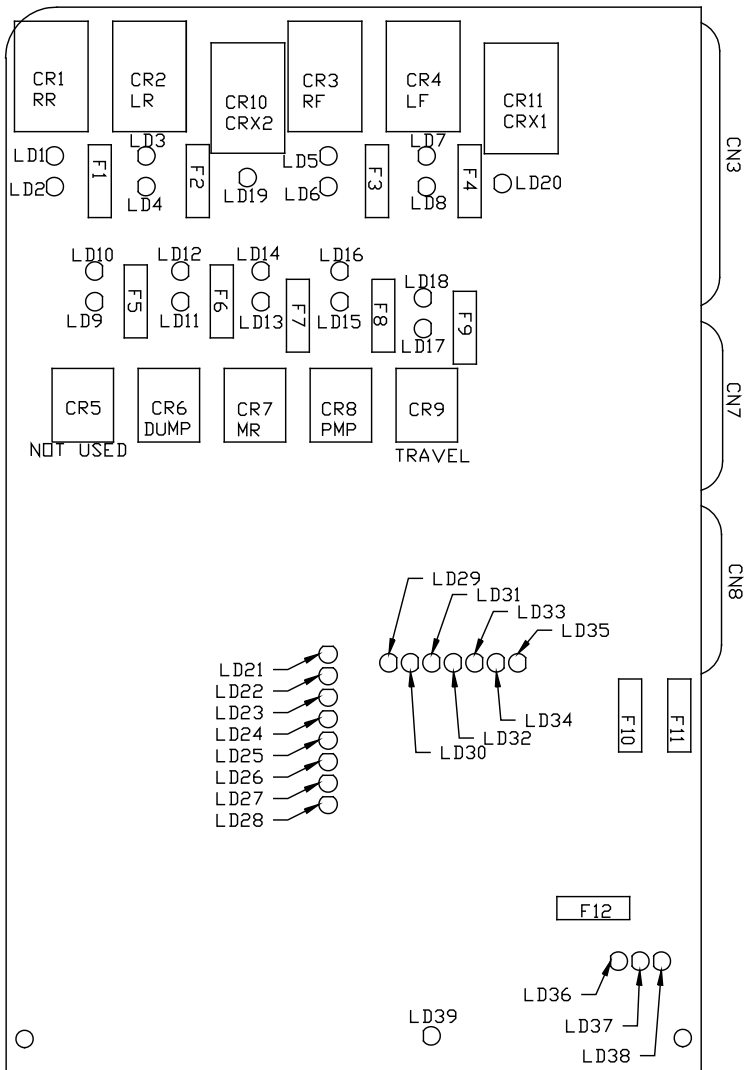 CR1
RR
CR2
LR
CR10
CRX2
CR3
RF
CR4
LF
CR11
CRX1
CN3
LD1
LD2
F1
LD3
LD4
F2
LD19
LD5
LD6
F3
LD7
LD8
F4
LD20
LD10
LD9
F5
LD12
LD11
F6
LD14
LD13
F7
LD16
LD15
F8
LD18
LD17
F9
CN7
CR5
NOT USED
CR6
DUMP
CR7
MR
CR8
PMP
CR9
TRAVEL
CN8
LD29
LD31
LD33
LD35
LD21
LD22
LD23
LD24
LD25
LD26
LD27
LD28
LD34
LD32
LD30
F10
F11
F12
LD36
LD37
LD38
LD39